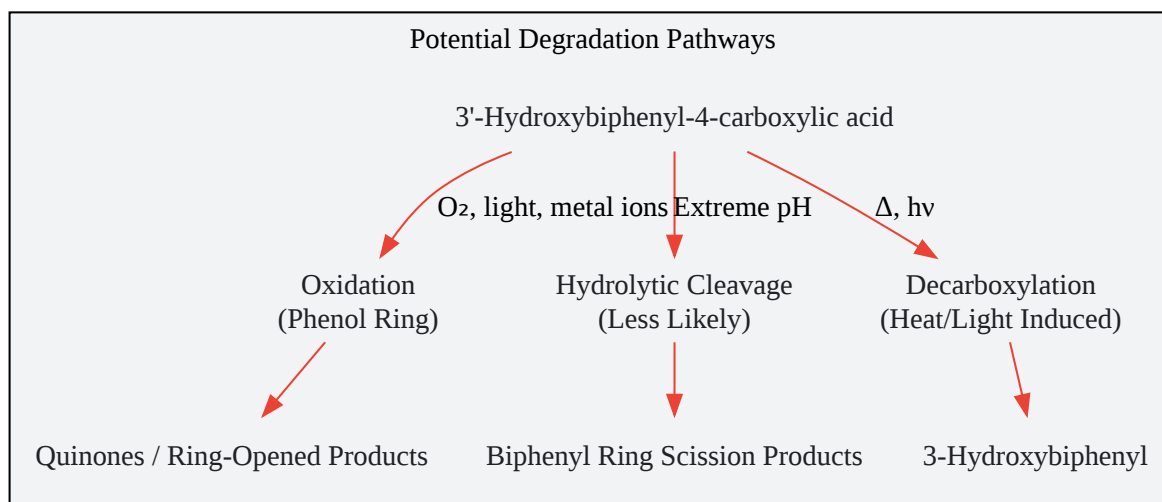 Potential Degradation Pathways
3'-Hydroxybiphenyl-4-carboxylic acid
O₂, light, metal ions
Extreme pH
Δ, hν
Oxidation
(Phenol Ring)
Hydrolytic Cleavage
(Less Likely)
Decarboxylation
(Heat/Light Induced)
Quinones / Ring-Opened Products
Biphenyl Ring Scission Products
3-Hydroxybiphenyl